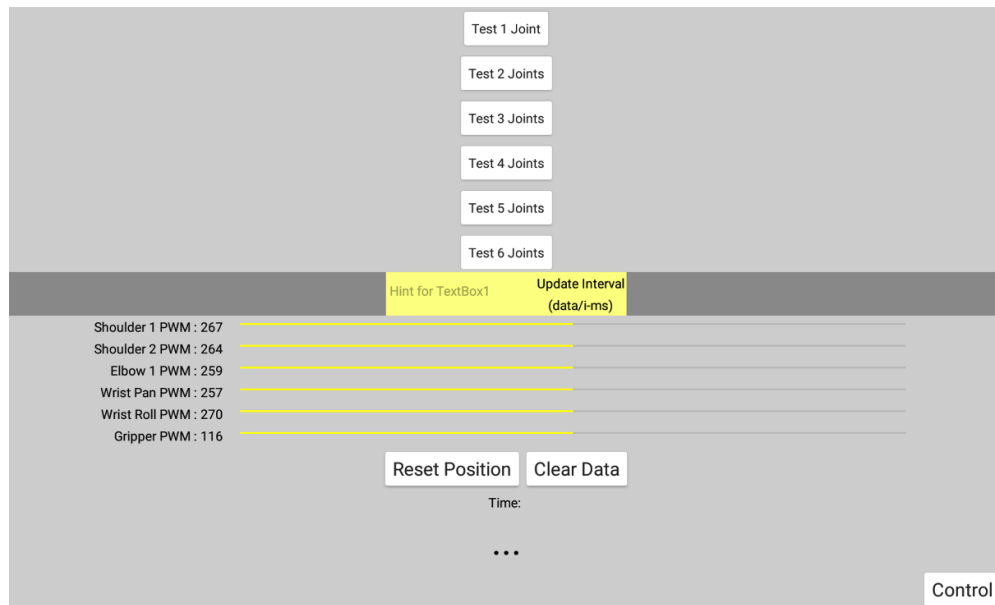 Test 1 Joint
Test 2 Joints
Test 3 Joints
Test 4 Joints
Test 5 Joints
Test 6 Joints
Hint for TextBox1
Update Interval
(data/i-ms)
Shoulder 1 PWM : 267
Shoulder 2 PWM : 264
Elbow 1 PWM : 259
Wrist Pan PWM : 257
Wrist Roll PWM : 270
Gripper PWM : 116
Reset Position Clear Data
Time:
...
Control